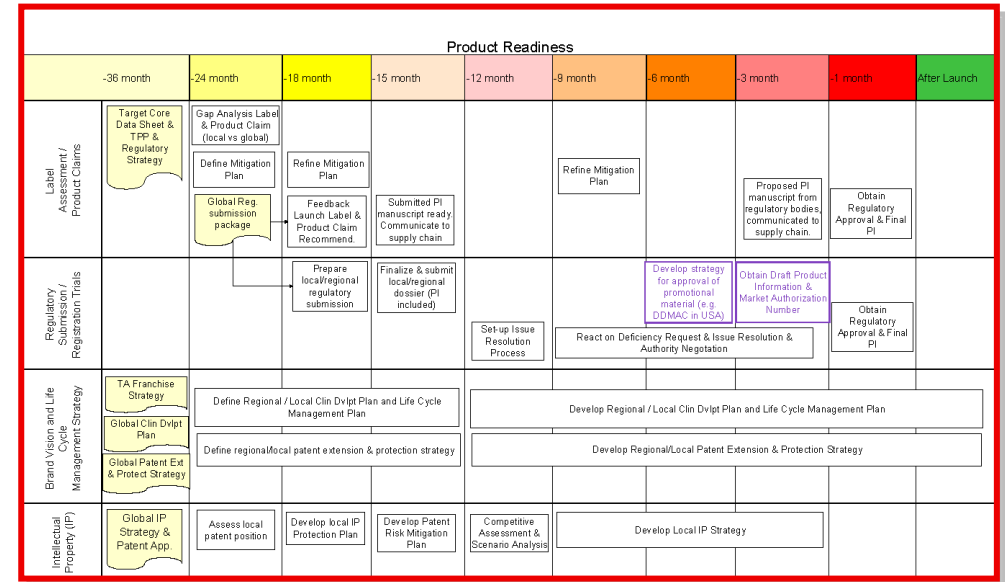 Product Readiness
-36 month
-24 month
-18 month
-15 month
-12 month
-9 month
-6 month
-3 month
-1 month
After Launch
Label
Assessment /
Product Claims
Target Core
Data Sheet &
TPP &
Regulatory
Strategy
Gap Analysis Label
& Product Claim
(local vs global)
Define Mitigation
Plan
Global Reg.
submission
package
Refine Mitigation
Plan
Feedback
Launch Label &
Product Claim
Recommend.
Submitted PI
manuscript ready.
Communicate to
supply chain
Refine Mitigation
Plan
Proposed PI
manuscript from
regulatory bodies,
communicated to
supply chain.
Obtain
Regulatory
Approval & Final
PI
Regulatory
Submission /
Registration Trials
Prepare
local/regional
regulatory
submission
Finalize & submit
local/regional
dossier (PI
included)
Set-up Issue
Resolution
Process
Develop strategy
for approval of
promotional
material (e.g.
DDMAC in USA)
Obtain Draft Product
Information &
Market Authorization
Number
React on Deficiency Request & Issue Resolution &
Authority Negotation
Obtain
Regulatory
Approval & Final
PI
Brand Vision and Life
Cycle
Management Strategy
TA Franchise
Strategy
Global Clin Dvlpt
Plan
Global Patent Ext
& Protect Strategy
Define Regional / Local Clin Dvlpt Plan and Life Cycle
Management Plan
Define regional/local patent extension & protection strategy
Develop Regional / Local Clin Dvlpt Plan and Life Cycle Management Plan
Develop Regional/Local Patent Extension & Protection Strategy
Intellectual
Property (IP)
Global IP
Strategy &
Patent App.
Assess local
patent position
Develop local IP
Protection Plan
Develop Patent
Risk Mitigation
Plan
Competitive
Assessment &
Scenario Analysis
Develop Local IP Strategy